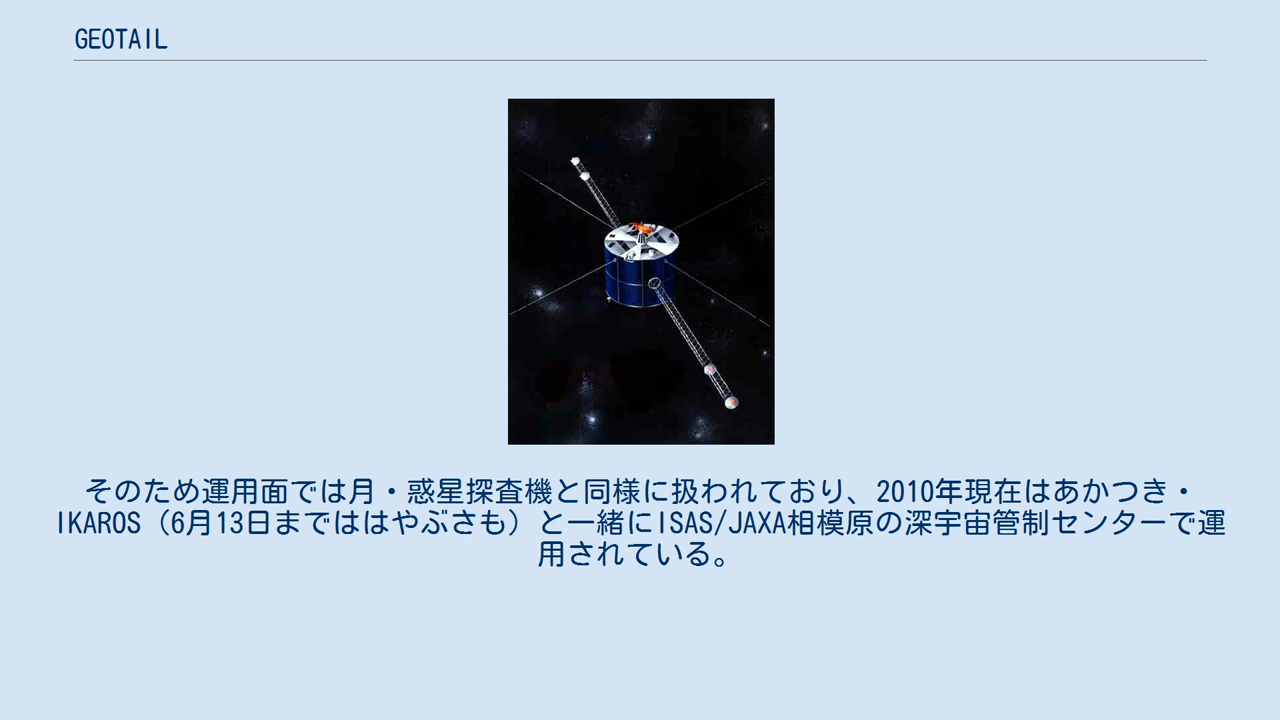 GEOTAIL
そのため運用面では月・惑星探査機と同様に扱われており、2010年現在はあかつき・
IKAROS（6月13日までははやぶさも）と一緒にISAS/JAXA相模原の深宇宙管制センターで運
用されている。